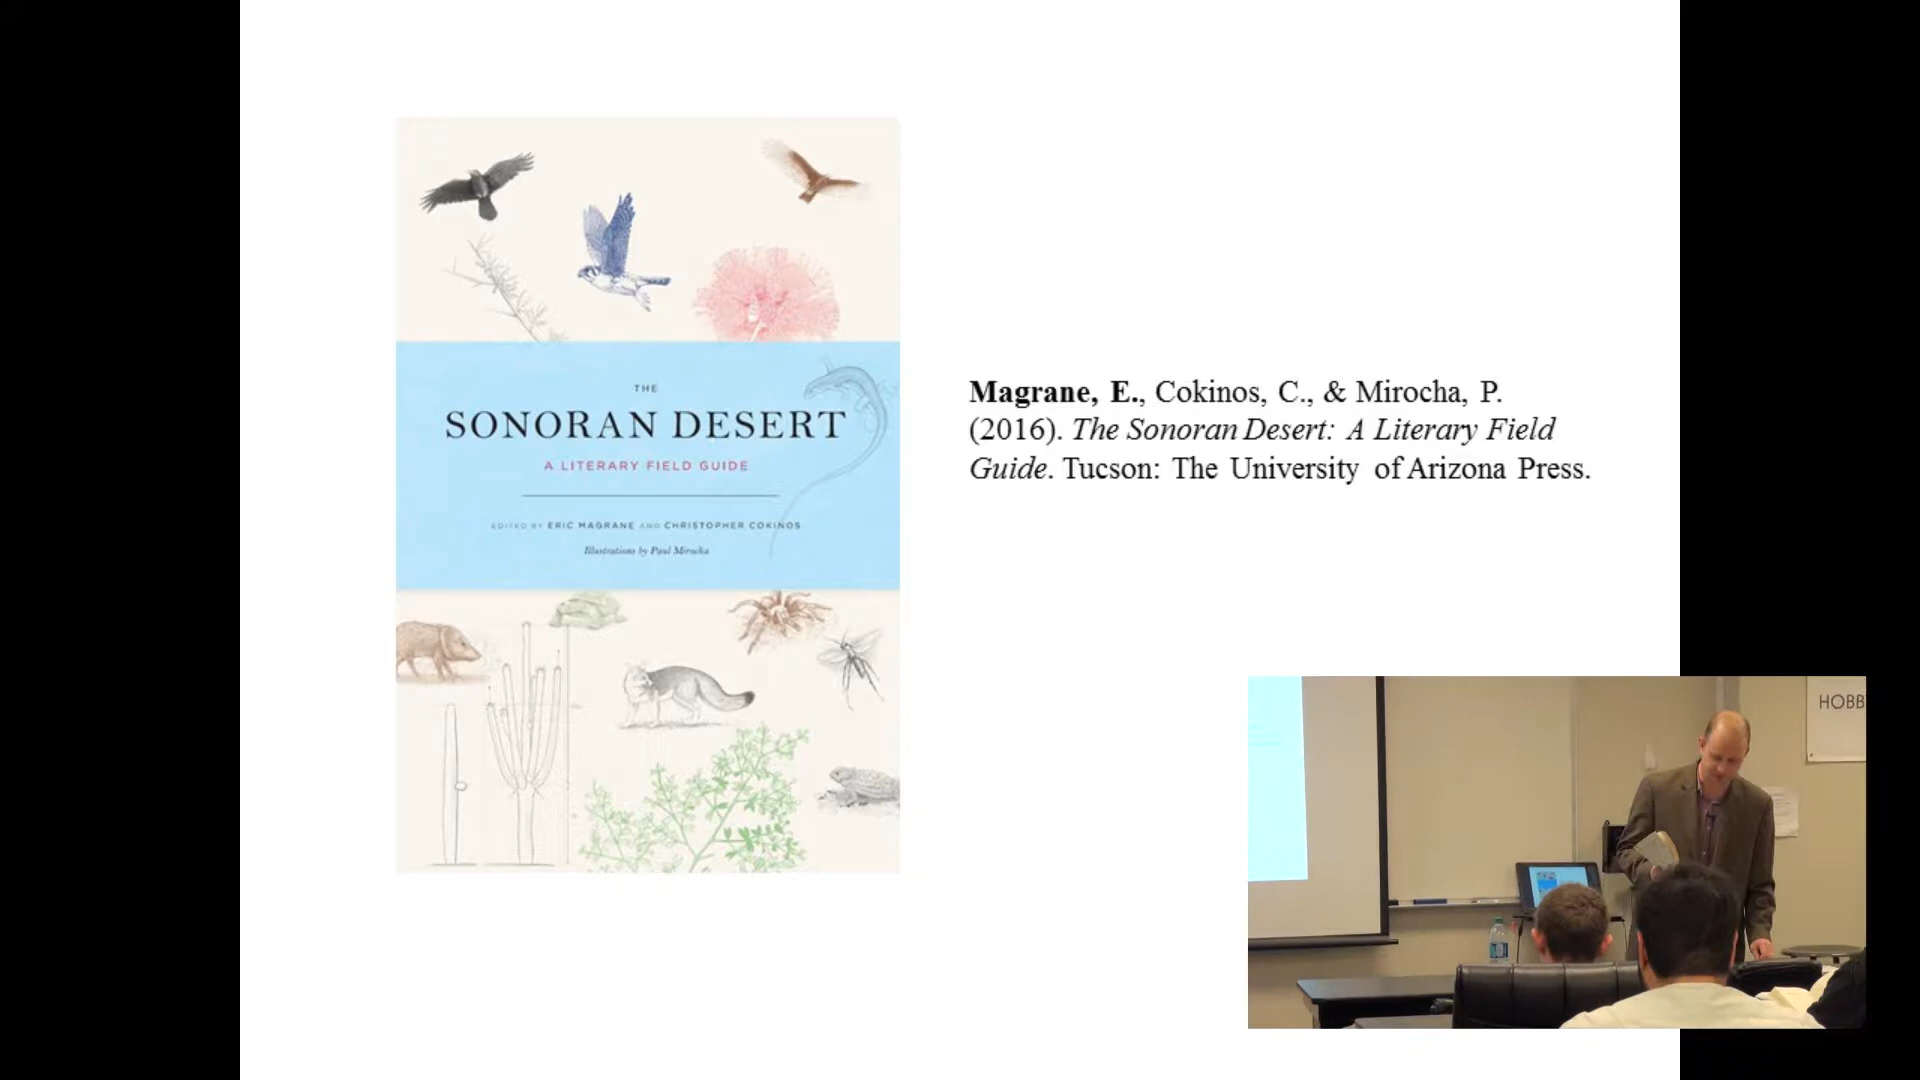 THE
SONORAN DESERT
A LITERARY FIELD GUIDE
EDITED BY ERIC MAGRANE AND CHRISTOPHER COKINOS
Illustrations by Paul Mirocha
Magrane, E., Cokinos, C., & Mirocha, P.
(2016). The Sonoran Desert: A Literary Field
Guide. Tucson: The University of Arizona Press.
HOBB